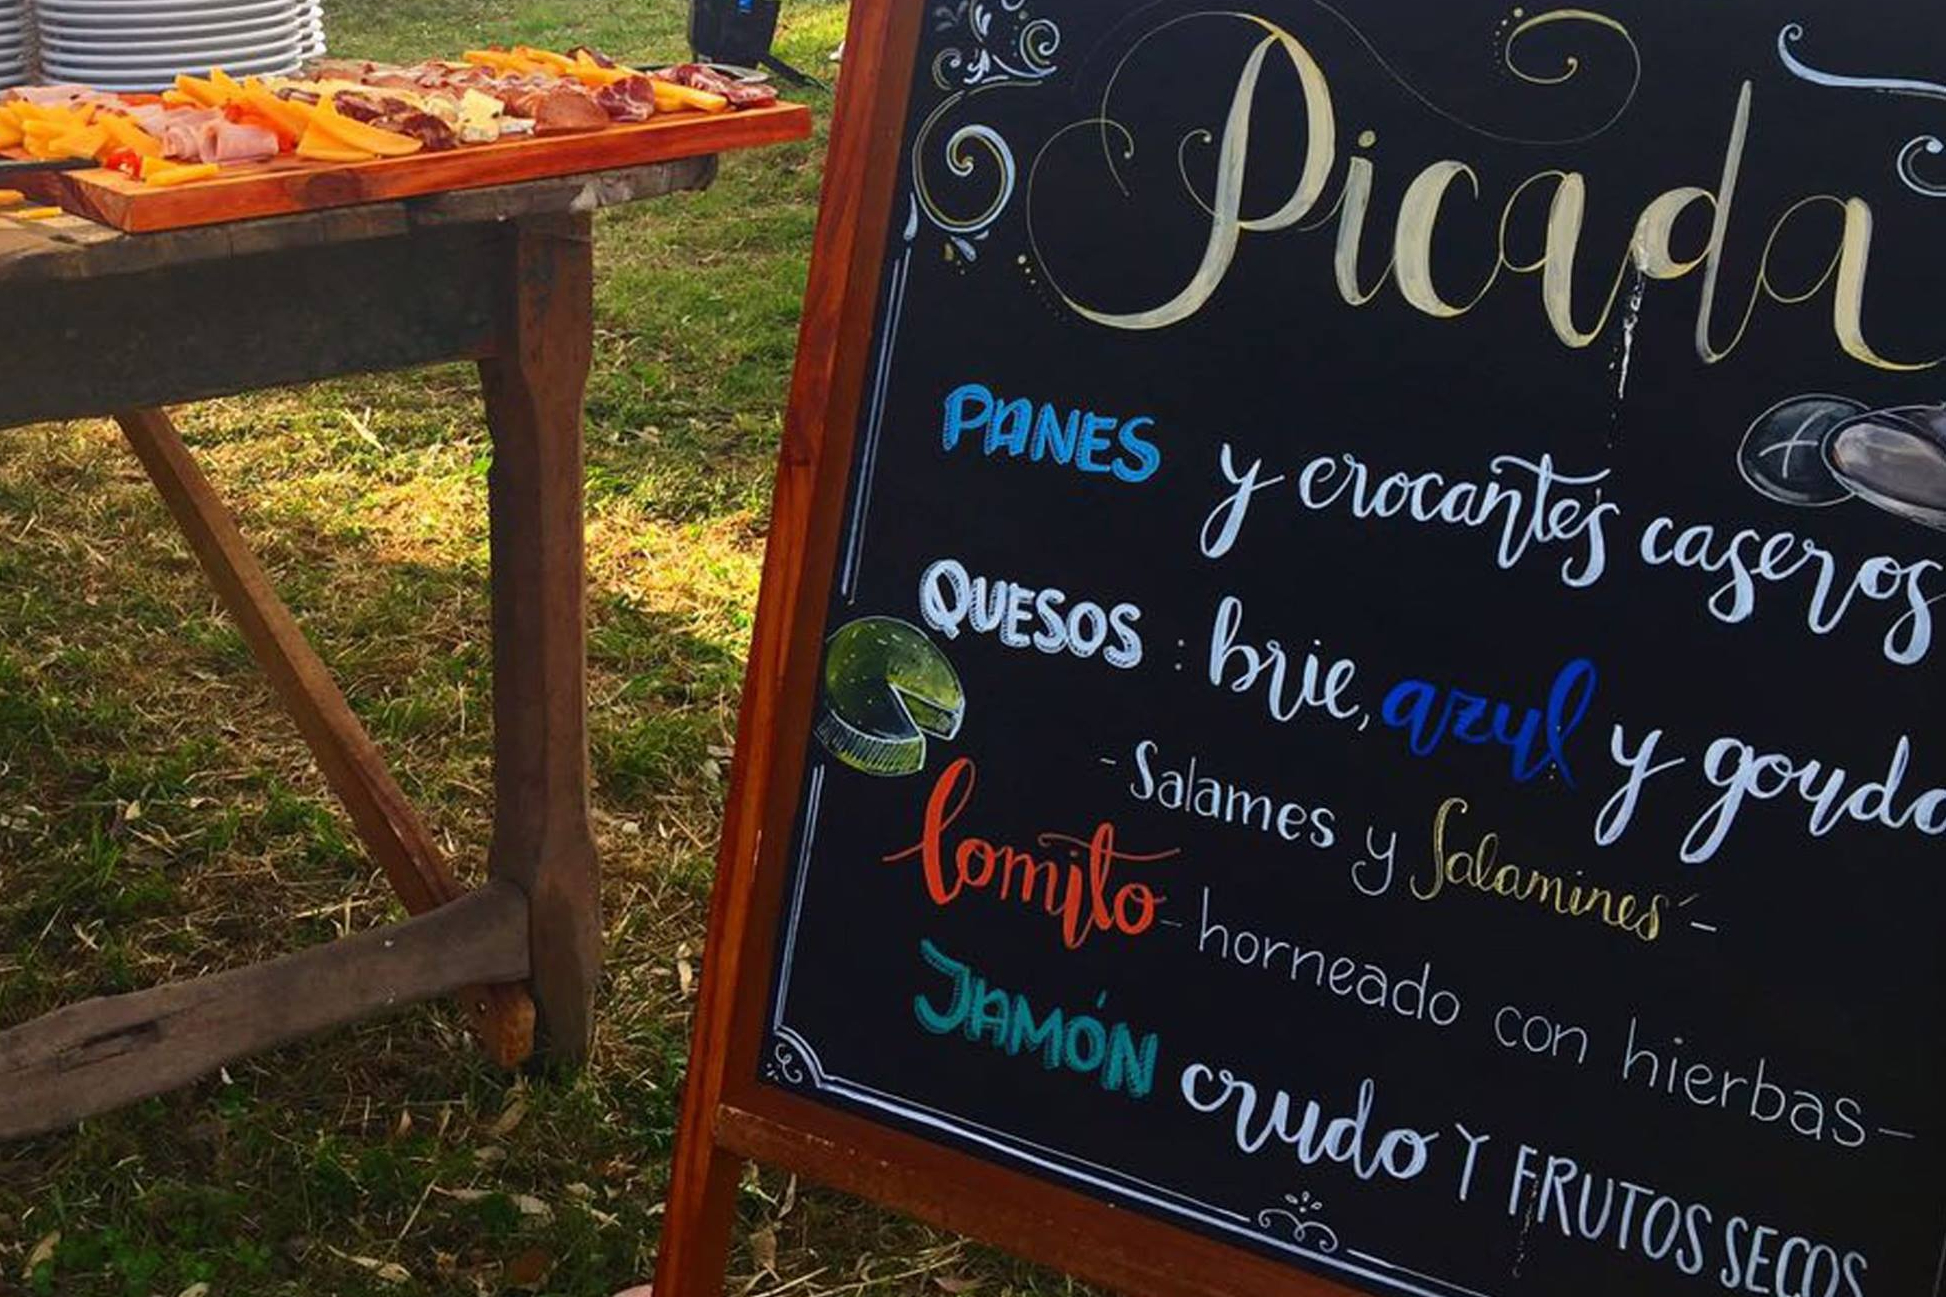 Picada
PANES y crocantes caseros
QUESOS : brie, azul y gouda
-Salames y Salamines-
lomito - horneado con hierbas -
JAMÓN crudo Y FRUTOS SECOS